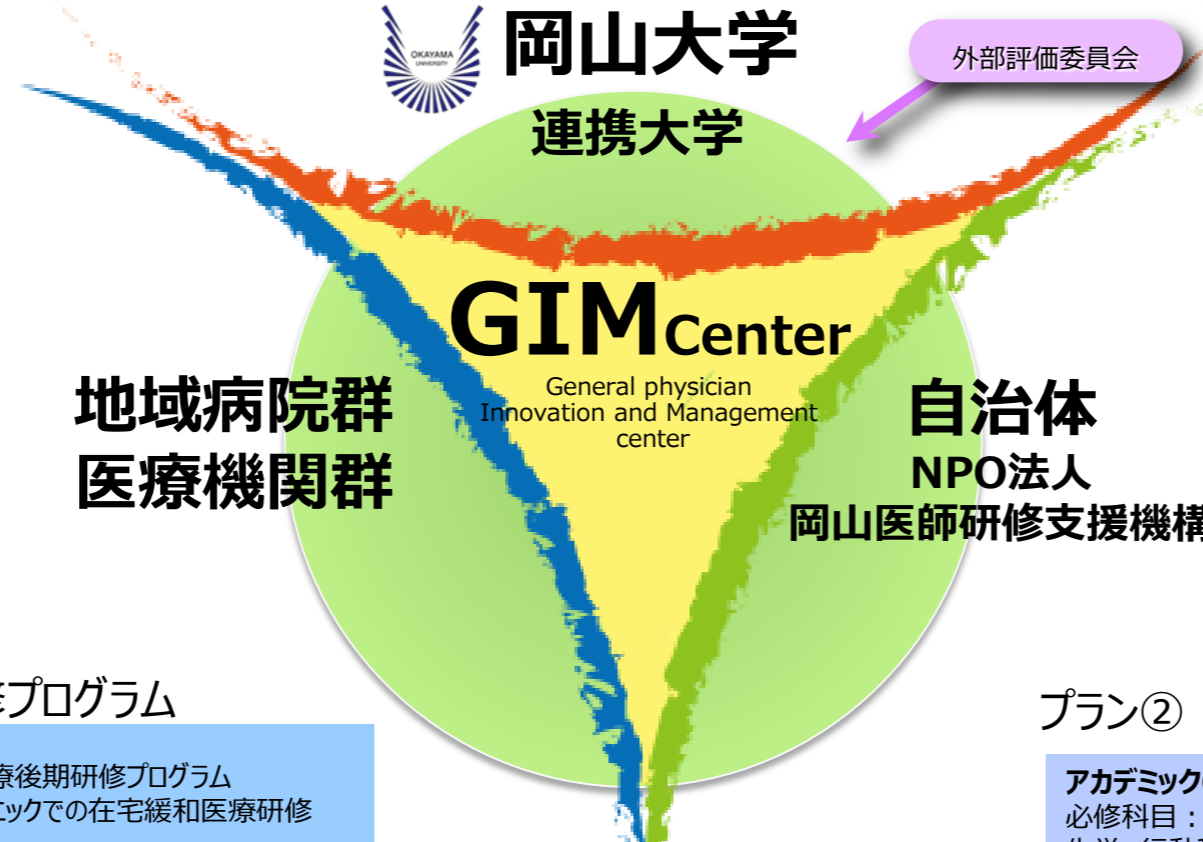 OKAYAMA
UNIVERSITY
岡山大学
連携大学
外部評価委員会
GIM Center
General physician
Innovation and Management
center
地域病院群
医療機関群
自治体
NPO法人
岡山医師研修支援機構
プログラム
療後期研修プログラム
ニックでの在宅緩和医療研修
プラン②
アカデミック
必修科目：